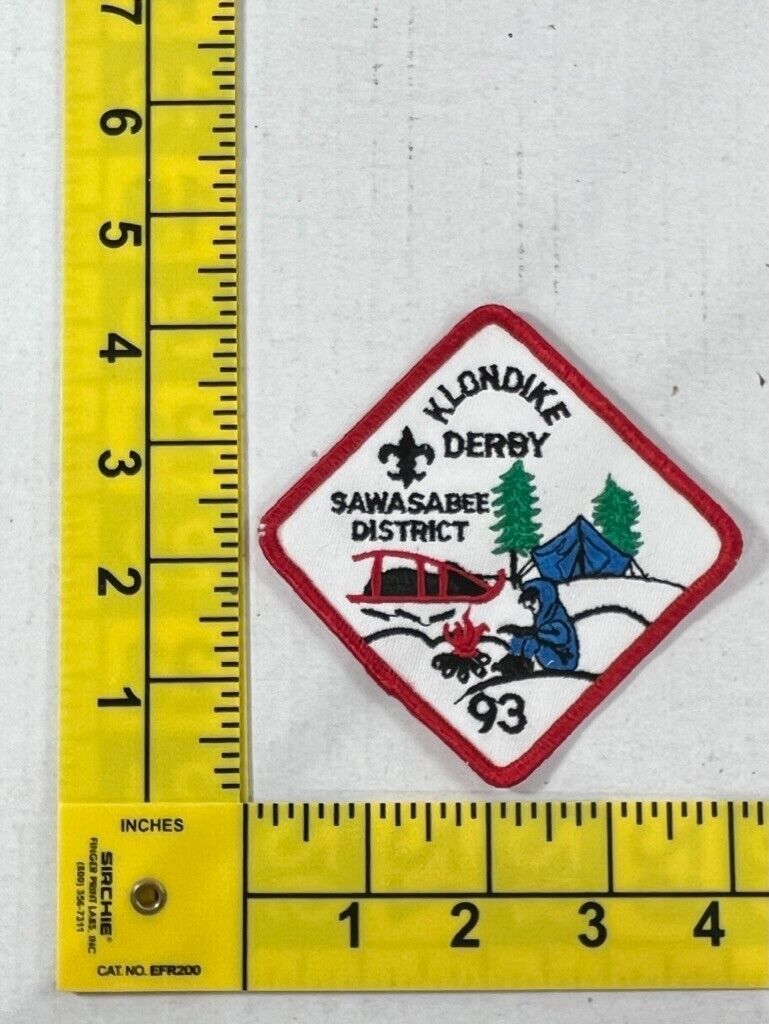 7
6
5
4
3
2
1
KLONDIKE
DERBY
SAWASABEE
DISTRICT
93
INCHES
SIRCHIE®
FINGER PRINT LABS, INC
(800) 356-7311
CAT. NO. EFR200
1 2 3 4